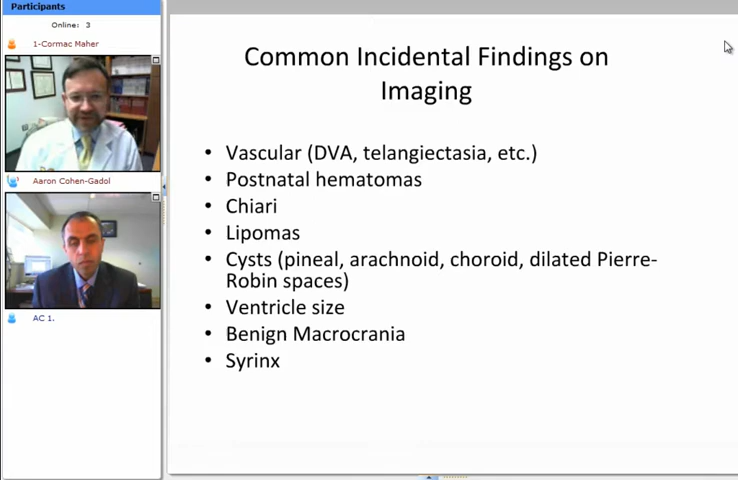 Participants
Online: 3
1-Cormac Maher
Aaron Cohen-Gadol
AC 1.
Common Incidental Findings on
Imaging
• Vascular (DVA, telangiectasia, etc.)
• Postnatal hematomas
• Chiari
• Lipomas
• Cysts (pineal, arachnoid, choroid, dilated Pierre-
Robin spaces)
• Ventricle size
• Benign Macrocrania
• Syrinx